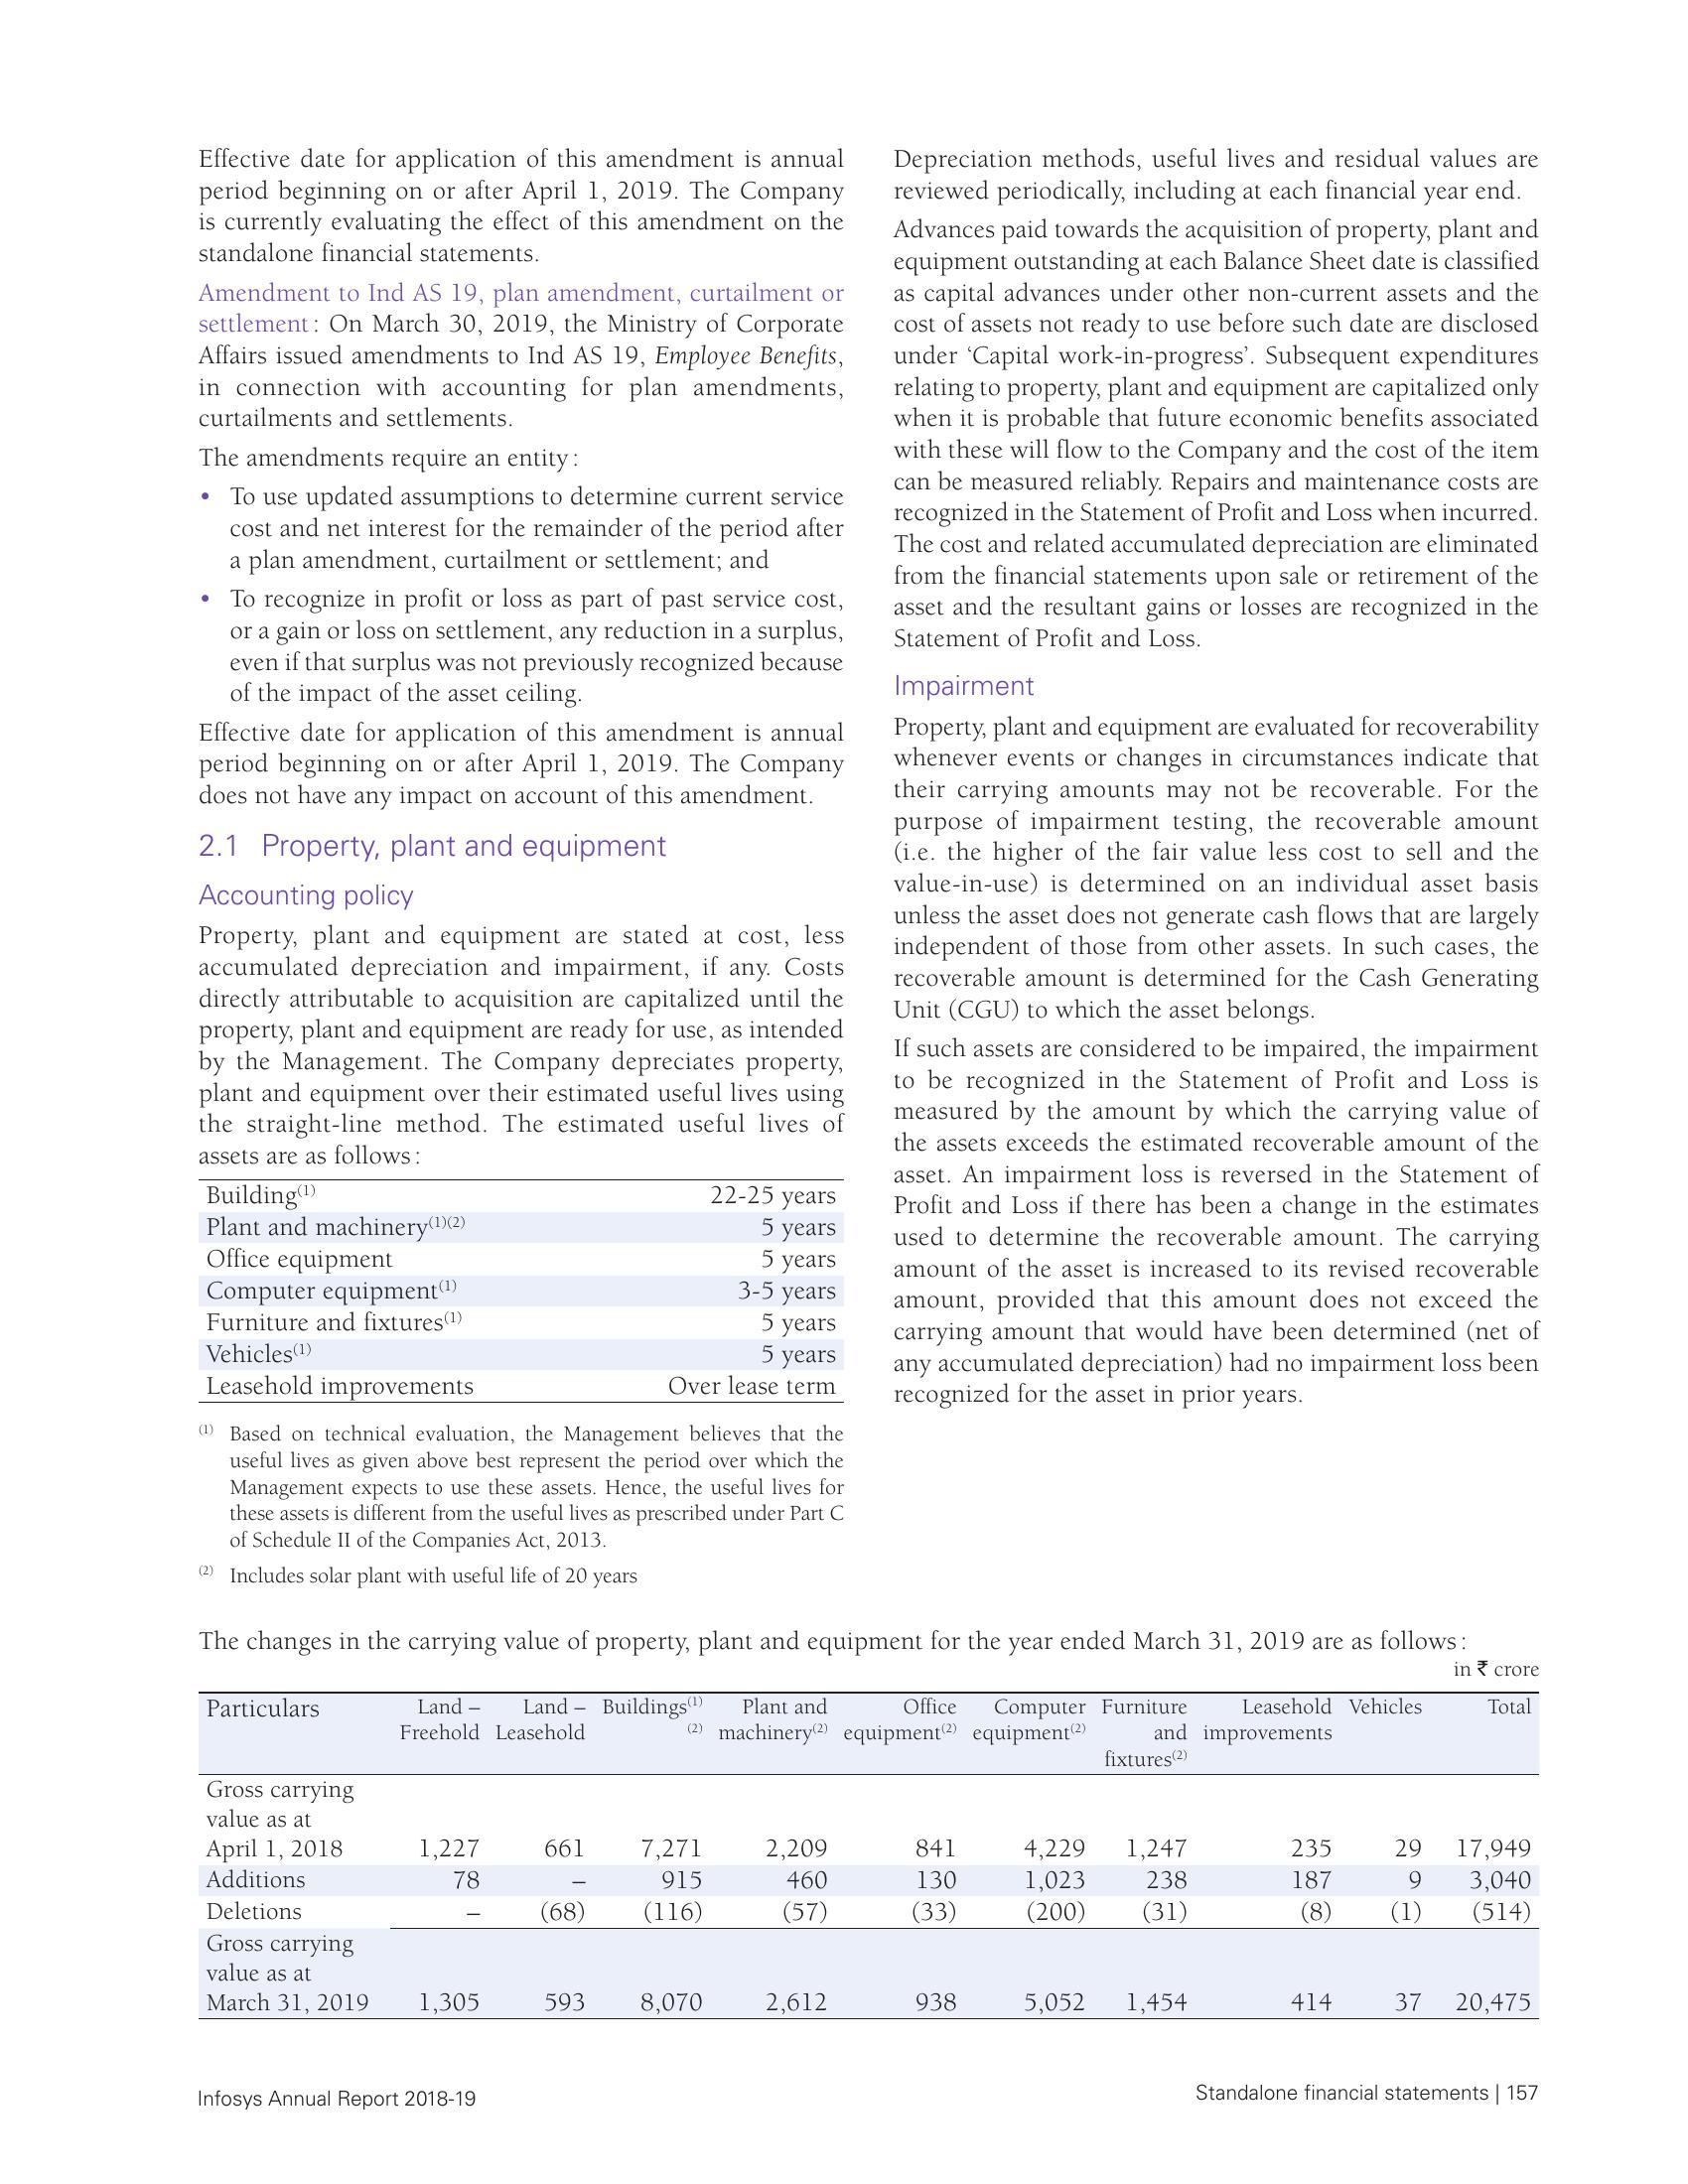 Effective date for application of this amendment is annual
period beginning on or after April 1, 2019. The Company
is currently evaluating the effect of this amendment on the
standalone financial statements.
Amendment to Ind AS 19, plan amendment, curtailment or
settlement : On March 30, 2019, the Ministry of Corporate
Affairs issued amendments to Ind AS 19, Employee Benefits,
in connection with accounting for plan amendments,
curtailments and settlements.
The amendments require an entity :
• To use updated assumptions to determine current service
cost and net interest for the remainder of the period after
a plan amendment, curtailment or settlement; and
• To recognize in profit or loss as part of past service cost,
or a gain or loss on settlement, any reduction in a surplus,
even if that surplus was not previously recognized because
of the impact of the asset ceiling.
Effective date for application of this amendment is annual
period beginning on or after April 1, 2019. The Company
does not have any impact on account of this amendment.
2.1 Property, plant and equipment
Accounting policy
Property, plant and equipment are stated at cost, less
accumulated depreciation and impairment, if any. Costs
directly attributable to acquisition are capitalized until the
property, plant and equipment are ready for use, as intended
by the Management. The Company depreciates property,
plant and equipment over their estimated useful lives using
the straight-line method. The estimated useful lives of
assets are as follows :
Building(1) 22-25 years
Plant and machinery(1)(2) 5 years
Office equipment 5 years
Computer equipment(1) 3-5 years
Furniture and fixtures(1) 5 years
Vehicles(1) 5 years
Leasehold improvements Over lease term
(1) Based on technical evaluation, the Management believes that the
useful lives as given above best represent the period over which the
Management expects to use these assets. Hence, the useful lives for
these assets is different from the useful lives as prescribed under Part C
of Schedule II of the Companies Act, 2013.
(2) Includes solar plant with useful life of 20 years
Depreciation methods, useful lives and residual values are
reviewed periodically, including at each financial year end.
Advances paid towards the acquisition of property, plant and
equipment outstanding at each Balance Sheet date is classified
as capital advances under other non-current assets and the
cost of assets not ready to use before such date are disclosed
under ‘Capital work-in-progress’. Subsequent expenditures
relating to property, plant and equipment are capitalized only
when it is probable that future economic benefits associated
with these will flow to the Company and the cost of the item
can be measured reliably. Repairs and maintenance costs are
recognized in the Statement of Profit and Loss when incurred.
The cost and related accumulated depreciation are eliminated
from the financial statements upon sale or retirement of the
asset and the resultant gains or losses are recognized in the
Statement of Profit and Loss.
Impairment
Property, plant and equipment are evaluated for recoverability
whenever events or changes in circumstances indicate that
their carrying amounts may not be recoverable. For the
purpose of impairment testing, the recoverable amount
(i.e. the higher of the fair value less cost to sell and the
value-in-use) is determined on an individual asset basis
unless the asset does not generate cash flows that are largely
independent of those from other assets. In such cases, the
recoverable amount is determined for the Cash Generating
Unit (CGU) to which the asset belongs.
If such assets are considered to be impaired, the impairment
to be recognized in the Statement of Profit and Loss is
measured by the amount by which the carrying value of
the assets exceeds the estimated recoverable amount of the
asset. An impairment loss is reversed in the Statement of
Profit and Loss if there has been a change in the estimates
used to determine the recoverable amount. The carrying
amount of the asset is increased to its revised recoverable
amount, provided that this amount does not exceed the
carrying amount that would have been determined (net of
any accumulated depreciation) had no impairment loss been
recognized for the asset in prior years.
The changes in the carrying value of property, plant and equipment for the year ended March 31, 2019 are as follows :
in ₹ crore
Particulars Land – Land – Buildings(1) Plant and Office Computer Furniture Leasehold Vehicles Total
Freehold Leasehold (2) machinery(2) equipment(2) equipment(2) and improvements
fixtures(2)
Gross carrying
value as at
April 1, 2018 1,227 661 7,271 2,209 841 4,229 1,247 235 29 17,949
Additions 78 – 915 460 130 1,023 238 187 9 3,040
Deletions – (68) (116) (57) (33) (200) (31) (8) (1) (514)
Gross carrying
value as at
March 31, 2019 1,305 593 8,070 2,612 938 5,052 1,454 414 37 20,475
Infosys Annual Report 2018-19
Standalone financial statements | 157